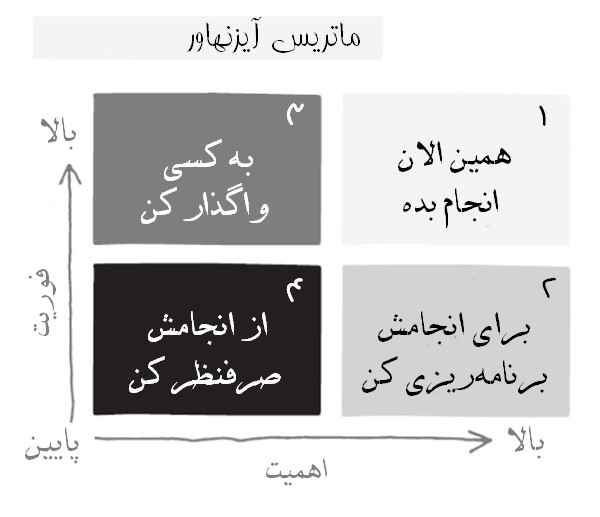 ماتریس آیزنهاور
۱
همین الان
انجام بده
۳
به کسی
واگذار کن
۲
برای انجامش
برنامه‌ریزی کن
۴
از انجامش
صرفنظر کن
بالا
فوریت
پایین
اهمیت
بالا